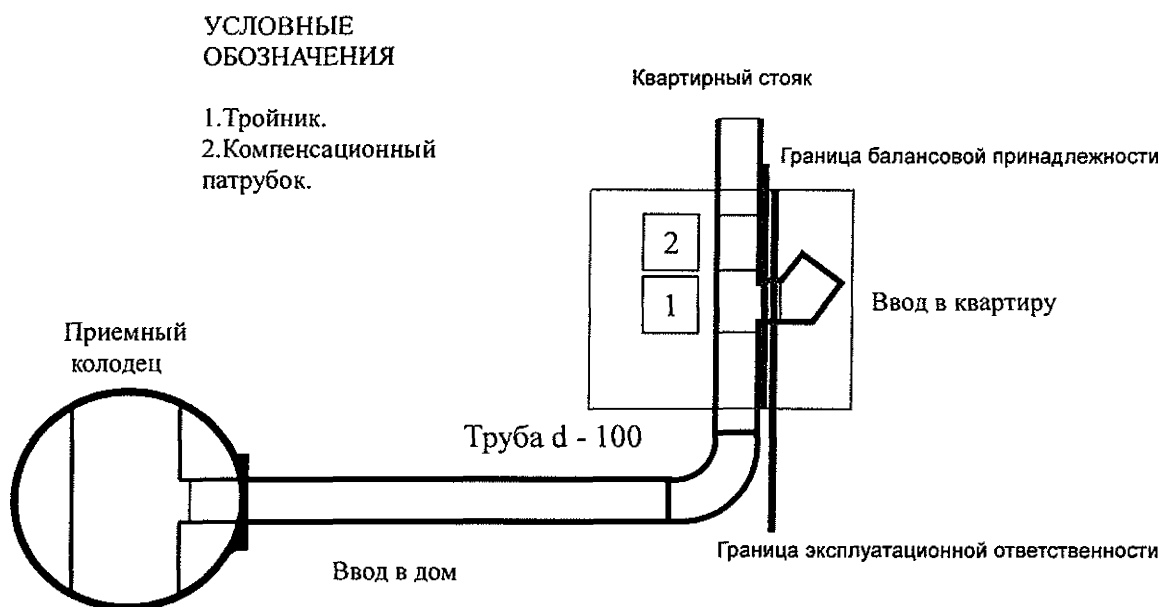 УСЛОВНЫЕ
ОБОЗНАЧЕНИЯ
1.Тройник.
2.Компенсационный
патрубок.
Квартирный стояк
Граница балансовой принадлежности
2
1
Ввод в квартиру
Приемный
колодец
Труба d - 100
Граница эксплуатационной ответственности
Ввод в дом